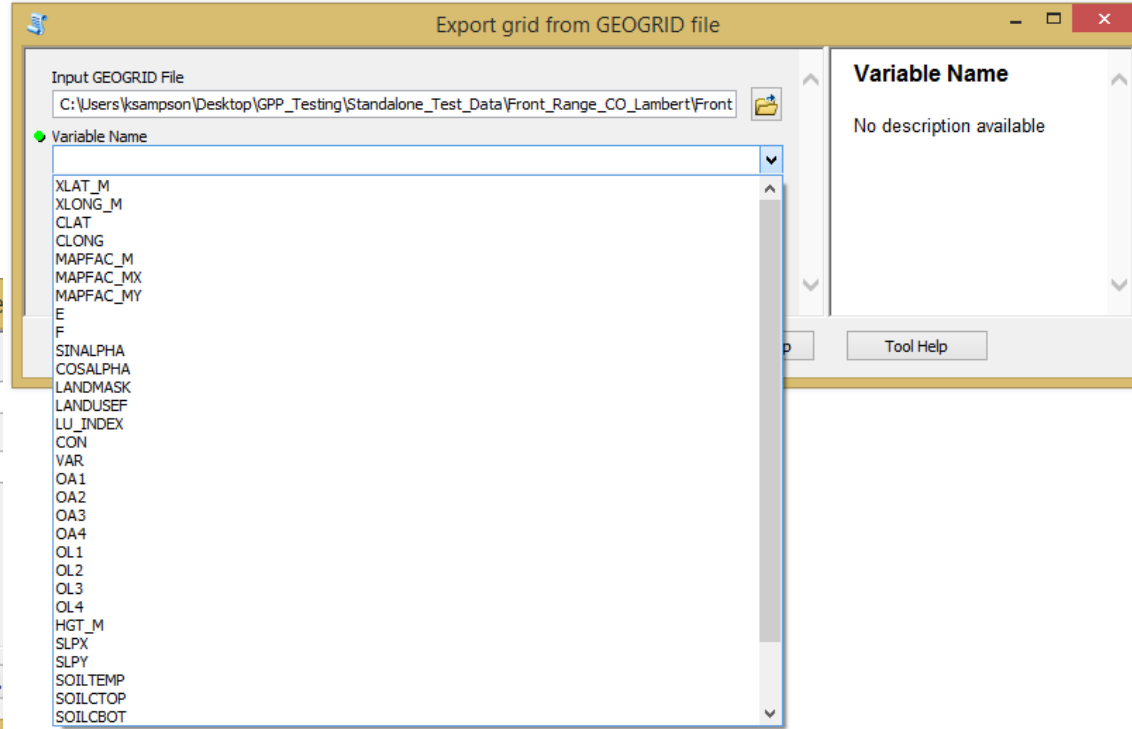 Export grid from GEOGRID file
Input GEOGRID File
C:\Users\ksampson\Desktop\GPP_Testing\Standalone_Test_Data\Front_Range_CO_Lambert\Front
Variable Name
XLAT_M
XLONG_M
CLAT
CLONG
MAPFAC_M
MAPFAC_MX
MAPFAC_MY
E
F
SINALPHA
COSALPHA
LANDMASK
LANDUSEF
LU_INDEX
CON
VAR
OA1
OA2
OA3
OA4
OL1
OL2
OL3
OL4
HGT_M
SLPX
SLPY
SOILTEMP
SOILCTOP
SOILCBOT
Variable Name
No description available
Tool Help